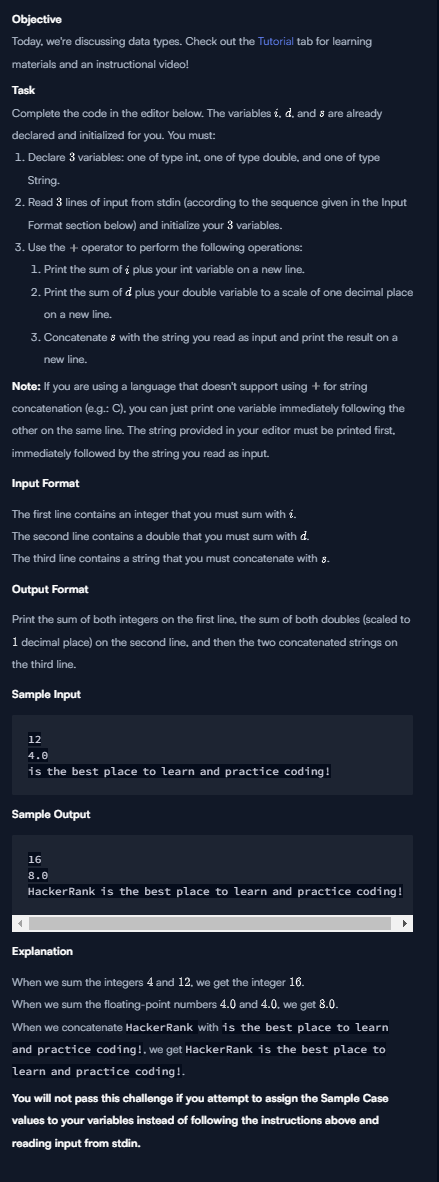 Objective
Today, we're discussing data types. Check out the Tutorial tab for learning
materials and an instructional video!
Task
Complete the code in the editor below. The variables i, d, and s are already
declared and initialized for you. You must:
1. Declare 3 variables: one of type int, one of type double, and one of type
String.
2. Read 3 lines of input from stdin (according to the sequence given in the Input
Format section below) and initialize your 3 variables.
3. Use the + operator to perform the following operations:
1. Print the sum of i plus your int variable on a new line.
2. Print the sum of d plus your double variable to a scale of one decimal place
on a new line.
3. Concatenate s with the string you read as input and print the result on a
new line.
Note: If you are using a language that doesn't support using + for string
concatenation (e.g.: C), you can just print one variable immediately following the
other on the same line. The string provided in your editor must be printed first,
immediately followed by the string you read as input.
Input Format
The first line contains an integer that you must sum with i.
The second line contains a double that you must sum with d.
The third line contains a string that you must concatenate with s.
Output Format
Print the sum of both integers on the first line, the sum of both doubles (scaled to
1 decimal place) on the second line, and then the two concatenated strings on
the third line.
Sample Input
12
4.0
is the best place to learn and practice coding!
Sample Output
16
8.0
HackerRank is the best place to learn and practice coding!
Explanation
When we sum the integers 4 and 12, we get the integer 16.
When we sum the floating-point numbers 4.0 and 4.0, we get 8.0.
When we concatenate HackerRank with is the best place to learn
and practice coding!, we get HackerRank is the best place to
learn and practice coding!.
You will not pass this challenge if you attempt to assign the Sample Case
values to your variables instead of following the instructions above and
reading input from stdin.